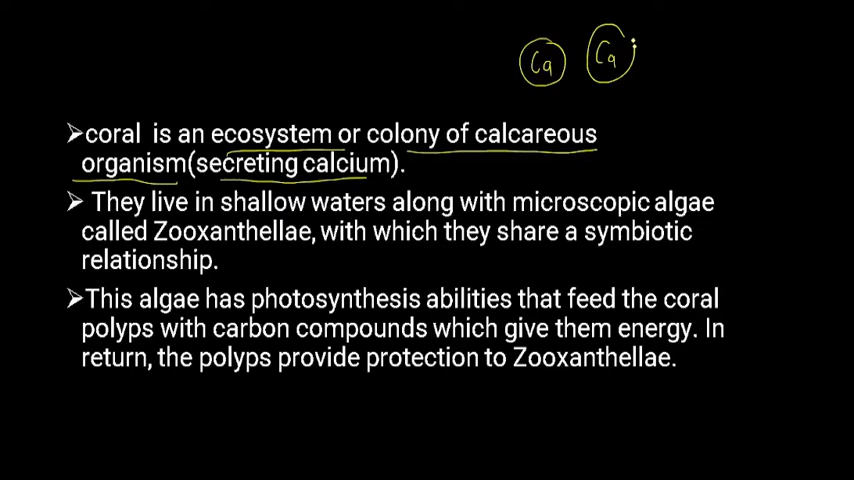 Ca Ca
➢coral is an ecosystem or colony of calcareous
organism(secreting calcium).
➢ They live in shallow waters along with microscopic algae
called Zooxanthellae, with which they share a symbiotic
relationship.
➢This algae has photosynthesis abilities that feed the coral
polyps with carbon compounds which give them energy. In
return, the polyps provide protection to Zooxanthellae.